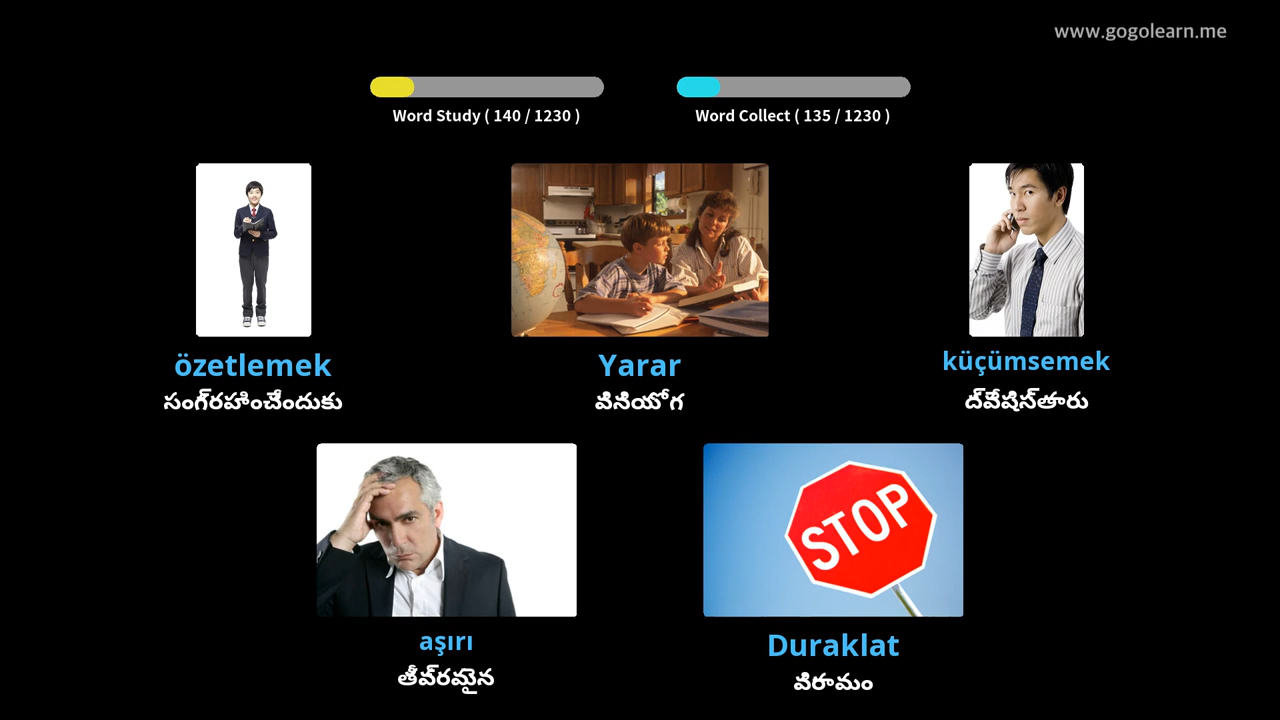 www.gogolearn.me
Word Study ( 140 / 1230 )
Word Collect ( 135 / 1230 )
özetlemek
సంగ్రహించేందుకు
Yarar
వినియోగ
küçümsemek
ద్వేషిస్తారు
STOP
aşırı
తీవ్రమైన
Duraklat
విరామం